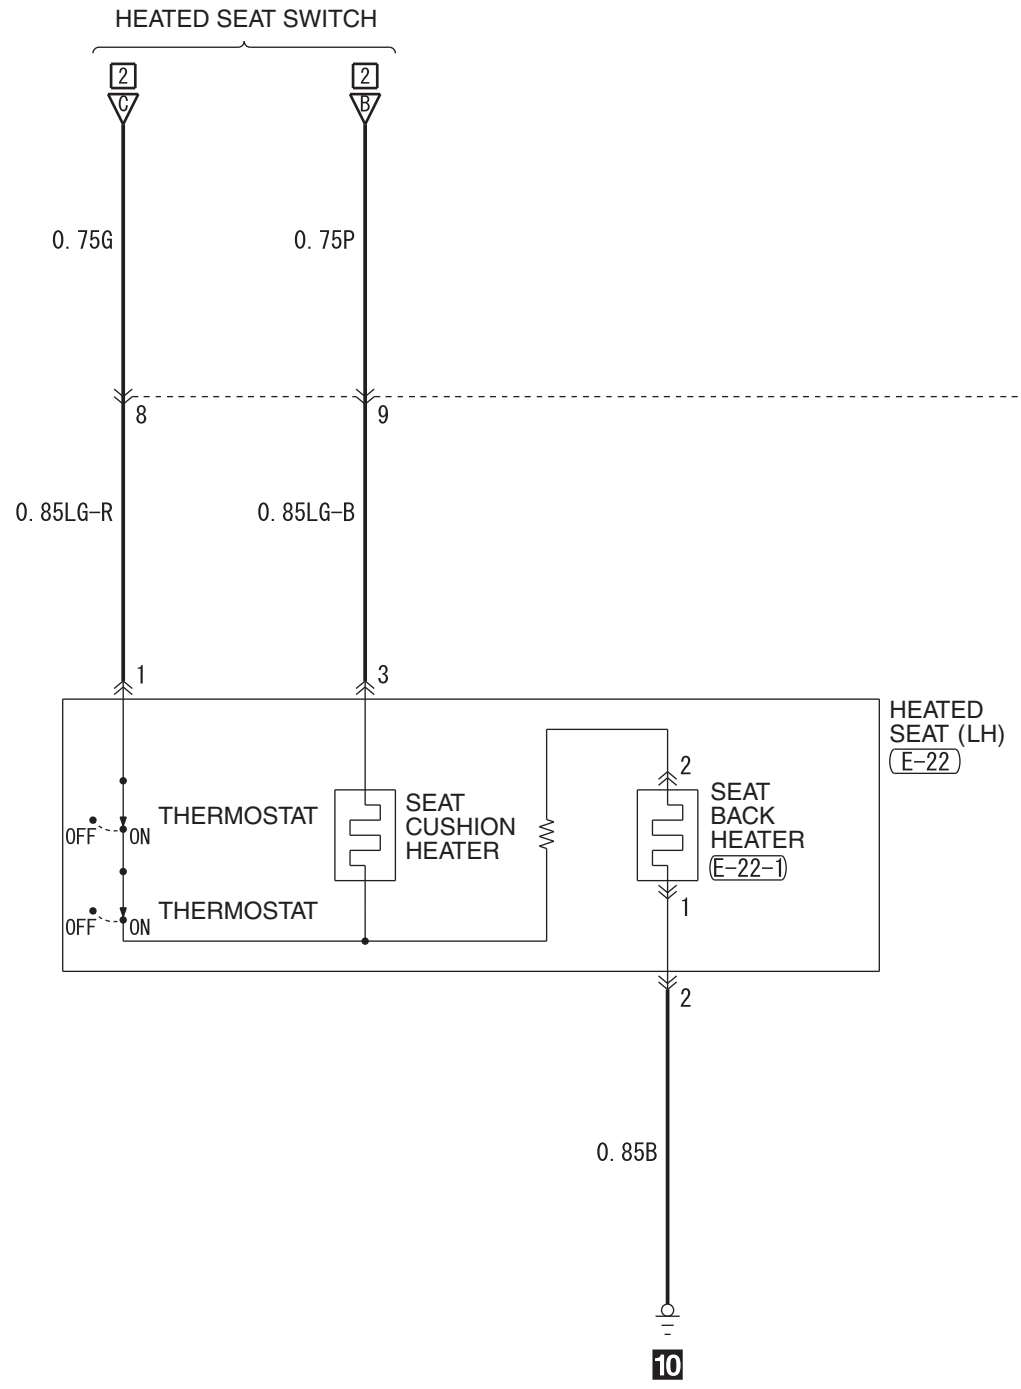 HEATED SEAT SWITCH
2
2
C
B
0.75G
0.75P
8
9
0.85LG-R
0.85LG-B
1
3
HEATED
SEAT (LH)
E-22
2
SEAT
BACK
HEATER
E-22-1
SEAT
CUSHION
HEATER
THERMOSTAT
OFF
ON
1
THERMOSTAT
OFF
ON
2
0.85B
10